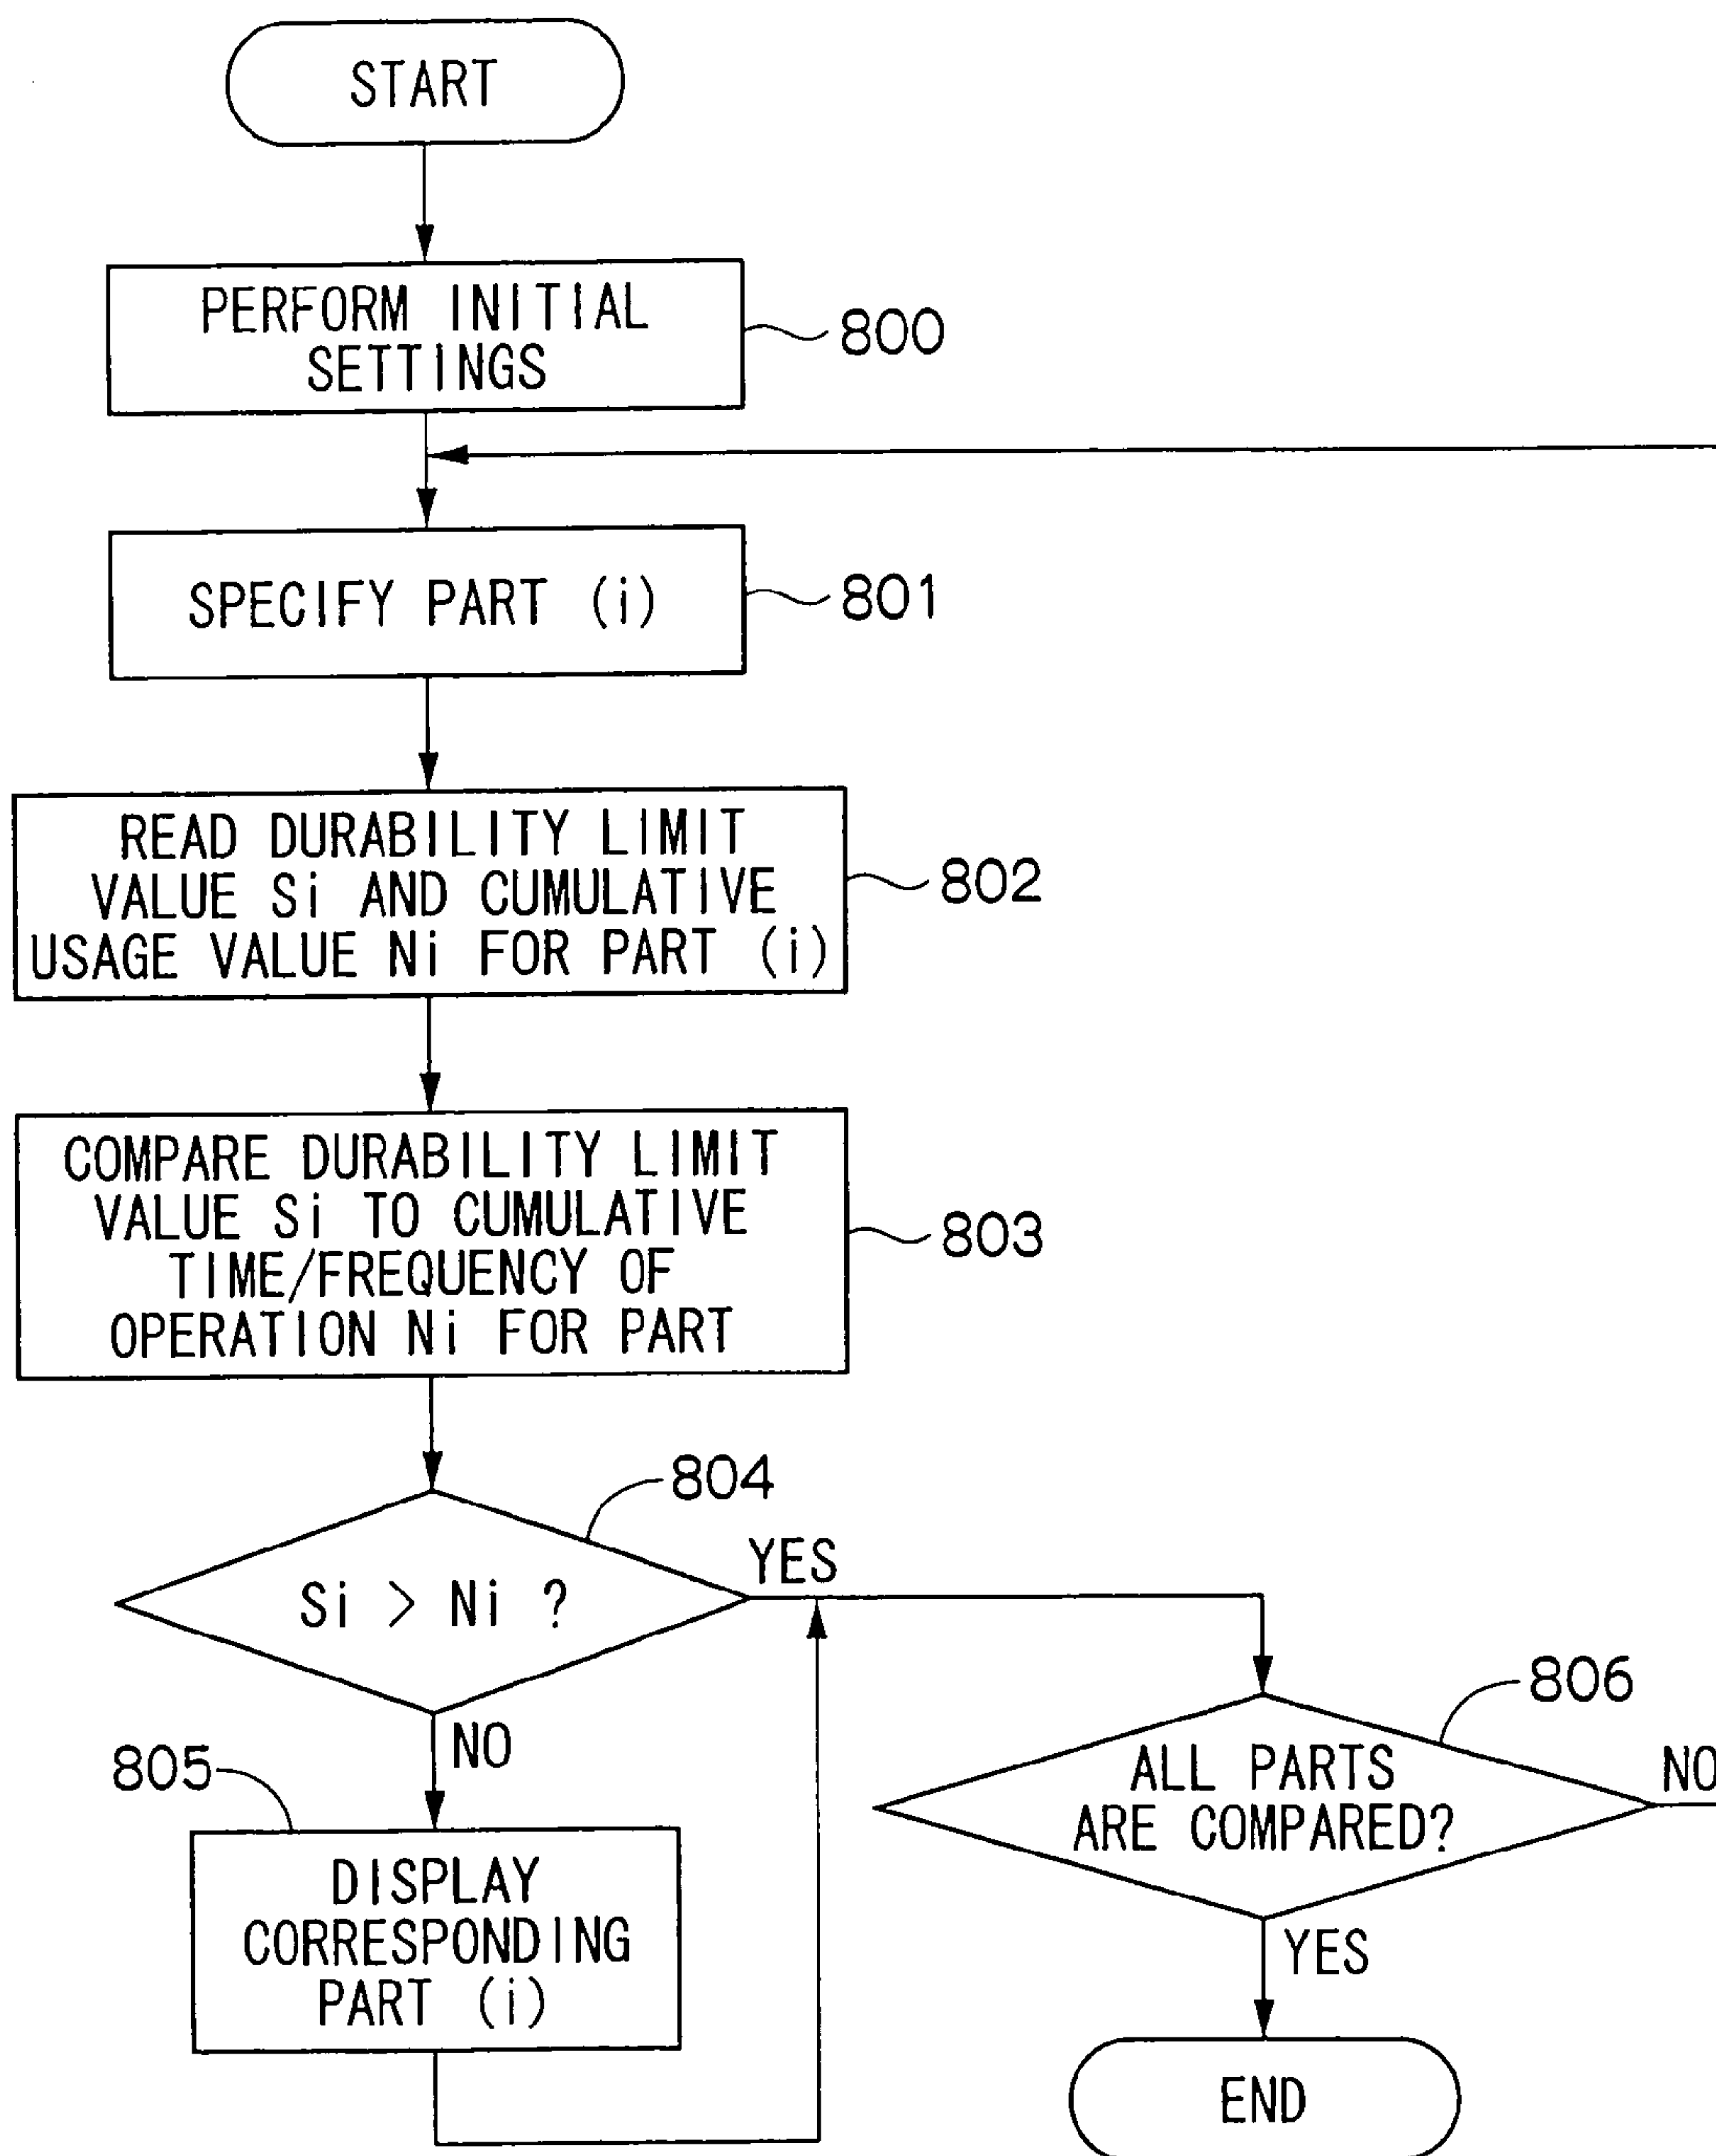 START
PERFORM INITIAL
SETTINGS
800
SPECIFY PART (i)
801
READ DURABILITY LIMIT
VALUE Si AND CUMULATIVE
USAGE VALUE Ni FOR PART (i)
802
COMPARE DURABILITY LIMIT
VALUE Si TO CUMULATIVE
TIME/FREQUENCY OF
OPERATION Ni FOR PART
803
804
Si > Ni ?
YES
NO
805
DISPLAY
CORRESPONDING
PART (i)
806
ALL PARTS
ARE COMPARED?
NO
YES
END